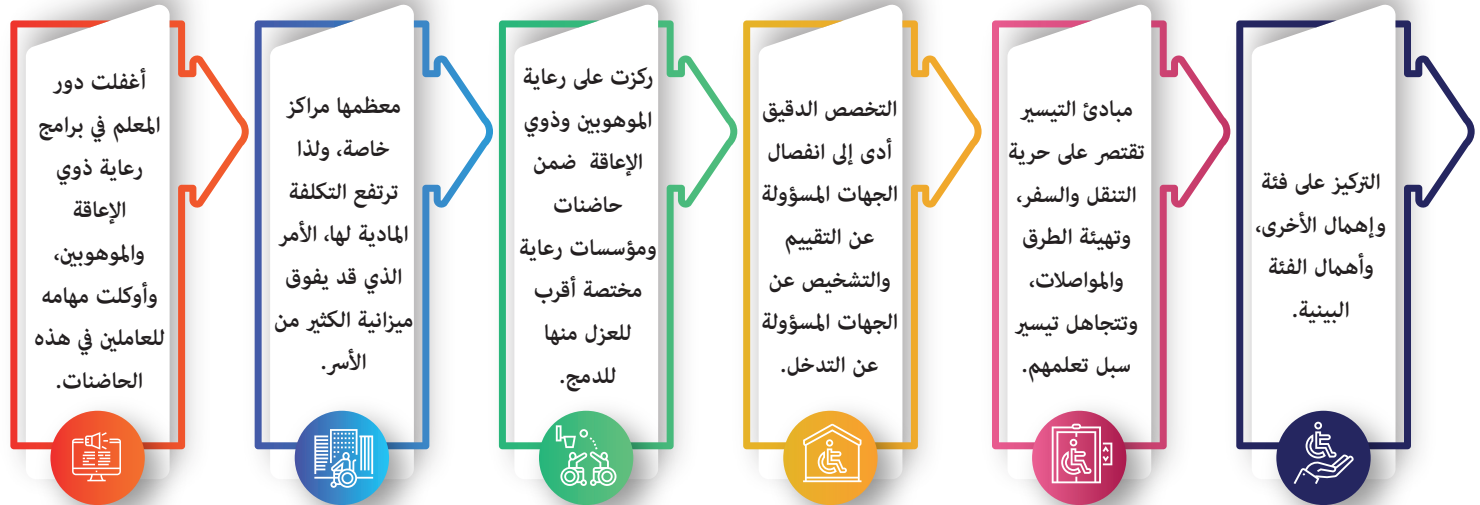 التركيز على فئة
وإهمال الأخرى،
وأهمال الفئة
البينية.
مبادئ التيسير
تقتصر على حرية
التنقل والسفر،
وتهيئة الطرق
والمواصلات،
وتتجاهل تيسير
سبل تعلمهم.
التخصص الدقيق
أدى إلى انفصال
الجهات المسؤولة
عن التقييم
والتشخيص عن
الجهات المسؤولة
عن التدخل.
ركزت على رعاية
الموهوبين وذوي
الإعاقة ضمن
حاضنات
ومؤسسات رعاية
مختصة أقرب
للعزل منها
للدمج.
معظمها مراكز
خاصة، ولذا
ترتفع التكلفة
المادية لها، الأمر
الذي قد يفوق
ميزانية الكثير من
الأسر.
أغفلت دور
المعلم في برامج
رعاية ذوي
الإعاقة
والموهوبين،
وأوكلت مهامه
للعاملين في هذه
الحاضنات.